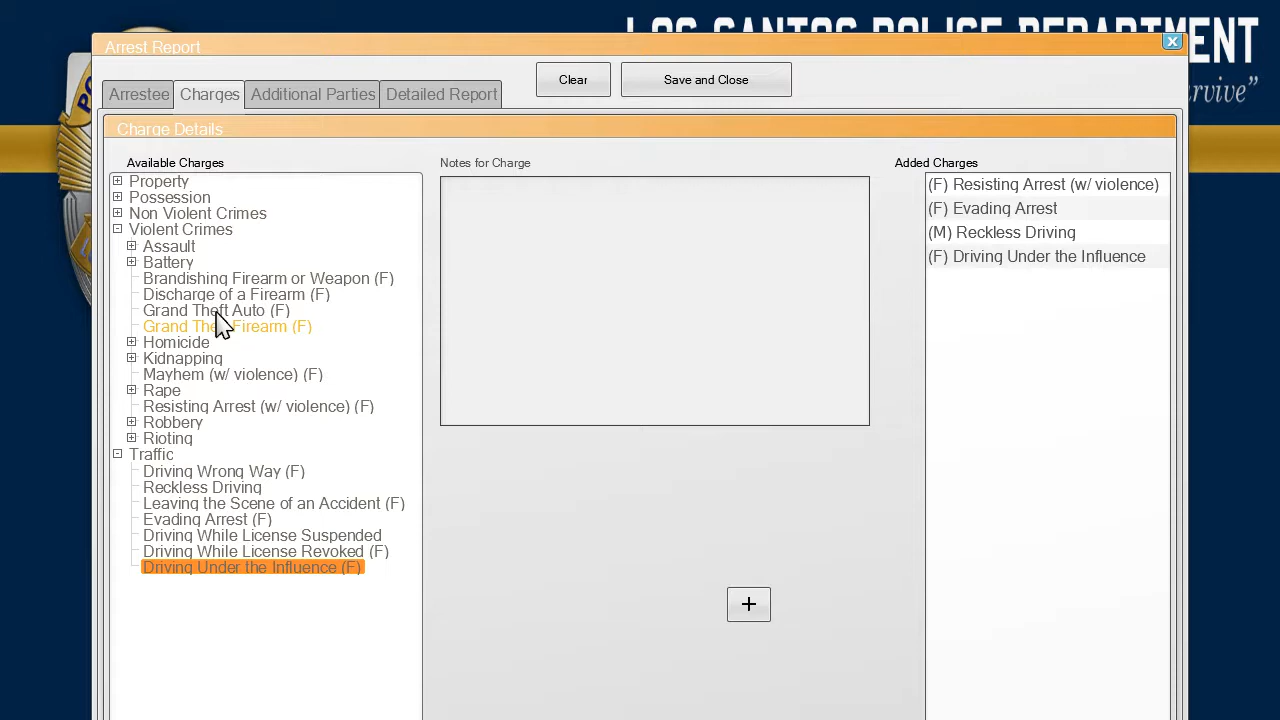 LOS SANTOS POLICE DEPARTMENT
Arrest Report
Clear
Save and Close
Arrestee
Charges
Additional Parties
Detailed Report
Charge Details
Available Charges
Property
Possession
Non Violent Crimes
Violent Crimes
Assault
Battery
Brandishing Firearm or Weapon (F)
Discharge of a Firearm (F)
Grand Theft Auto (F)
Grand Theft Firearm (F)
Homicide
Kidnapping
Mayhem (w/ violence) (F)
Rape
Resisting Arrest (w/ violence) (F)
Robbery
Rioting
Traffic
Driving Wrong Way (F)
Reckless Driving
Leaving the Scene of an Accident (F)
Evading Arrest (F)
Driving While License Suspended
Driving While License Revoked (F)
Driving Under the Influence (F)
Notes for Charge
+
Added Charges
(F) Resisting Arrest (w/ violence)
(F) Evading Arrest
(M) Reckless Driving
(F) Driving Under the Influence